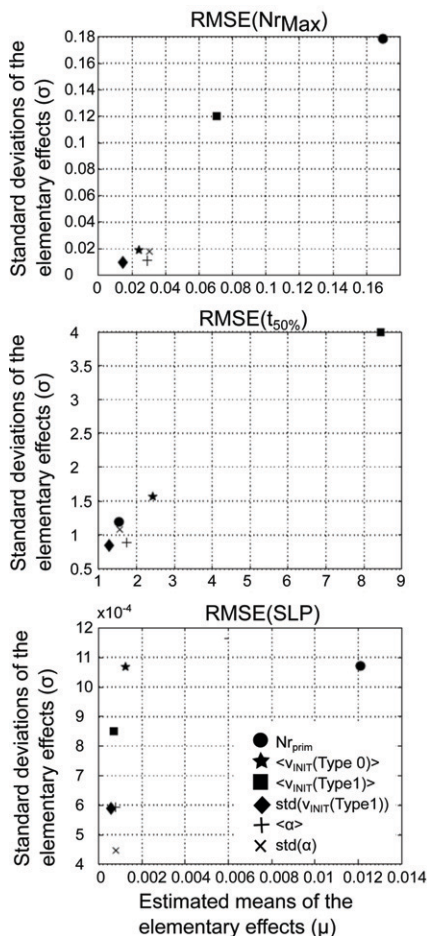 RMSE(NrMax)
Standard deviations of the
elementary effects (σ)
0.18
0.16
0.14
0.12
0.10
0.08
0.06
0.04
0.02
0
0.02 0.04 0.06 0.08 0.10 0.12 0.14 0.16
RMSE(t50%)
Standard deviations of the
elementary effects (σ)
4
3.5
3
2.5
2
1.5
1
0.5
1 2 3 4 5 6 7 8 9
RMSE(SLP)
x10-4
Standard deviations of the
elementary effects (σ)
11
10
9
8
7
6
5
4
Nrprim
<vINIT(Type 0)>
<vINIT(Type1)>
std(vINIT(Type1))
<α>
std(α)
0 0.002 0.004 0.006 0.008 0.01 0.012 0.014
Estimated means of the
elementary effects (μ)